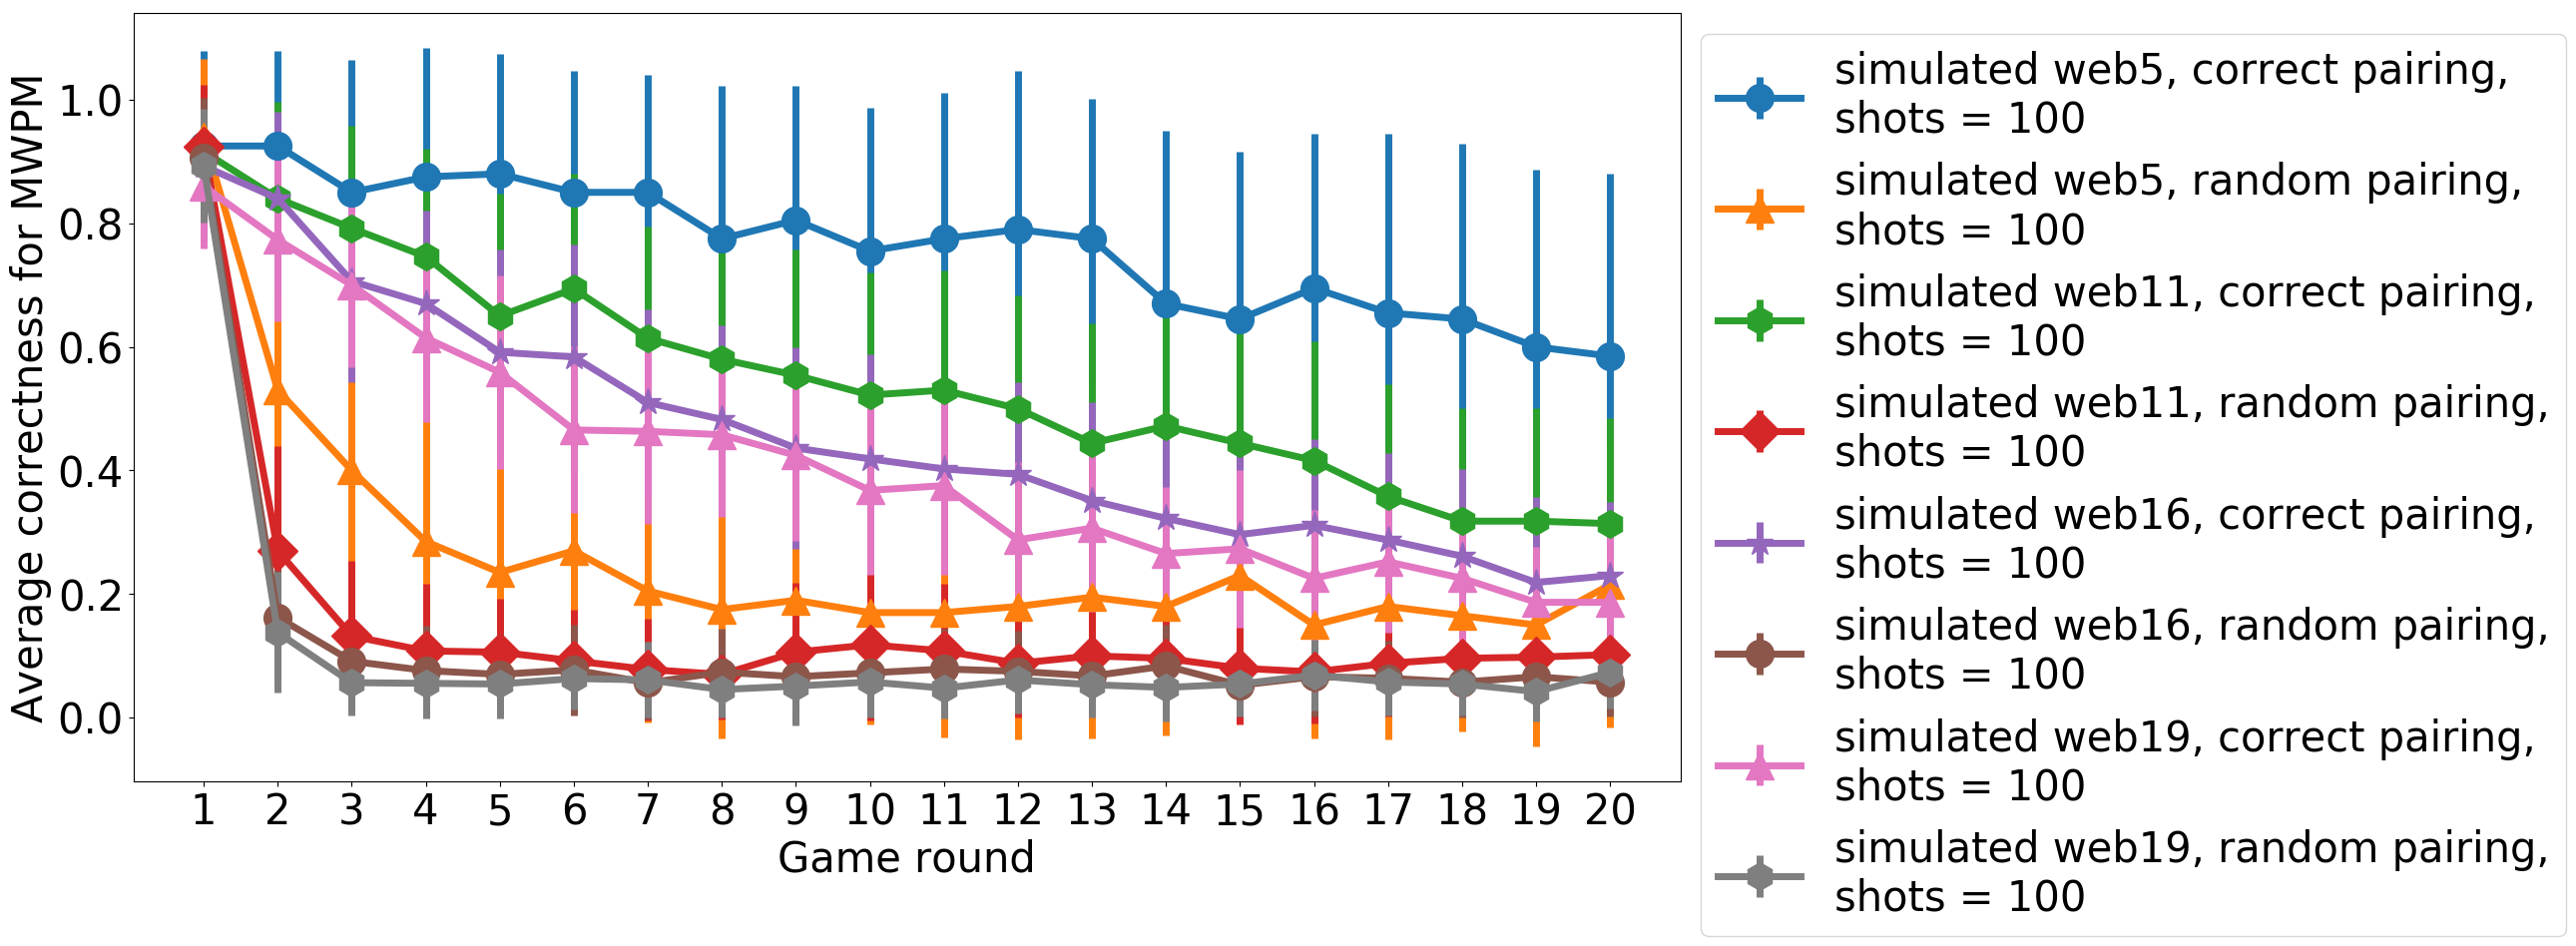 Average correctness for MWPM
1.0
0.8
0.6
0.4
0.2
0.0
1 2 3 4 5 6 7 8 9 10 11 12 13 14 15 16 17 18 19 20
Game round
simulated web5, correct pairing,
shots = 100
simulated web5, random pairing,
shots = 100
simulated web11, correct pairing,
shots = 100
simulated web11, random pairing,
shots = 100
simulated web16, correct pairing,
shots = 100
simulated web16, random pairing,
shots = 100
simulated web19, correct pairing,
shots = 100
simulated web19, random pairing,
shots = 100